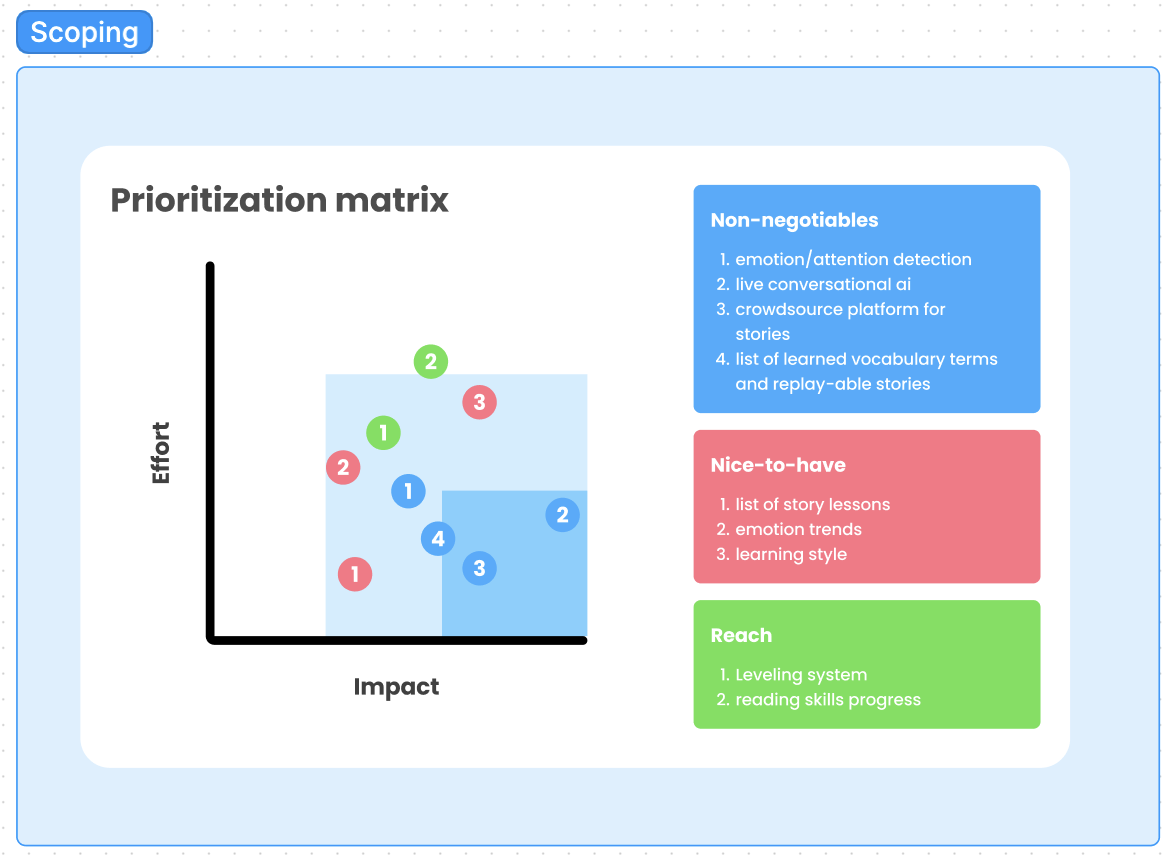 Scoping
Prioritization matrix
Effort
2
3
1
2
1
2
4
3
1
Impact
Non-negotiables
1. emotion/attention detection
2. live conversational ai
3. crowdsource platform for
stories
4. list of learned vocabulary terms
and replay-able stories
Nice-to-have
1. list of story lessons
2. emotion trends
3. learning style
Reach
1. Leveling system
2. reading skills progress